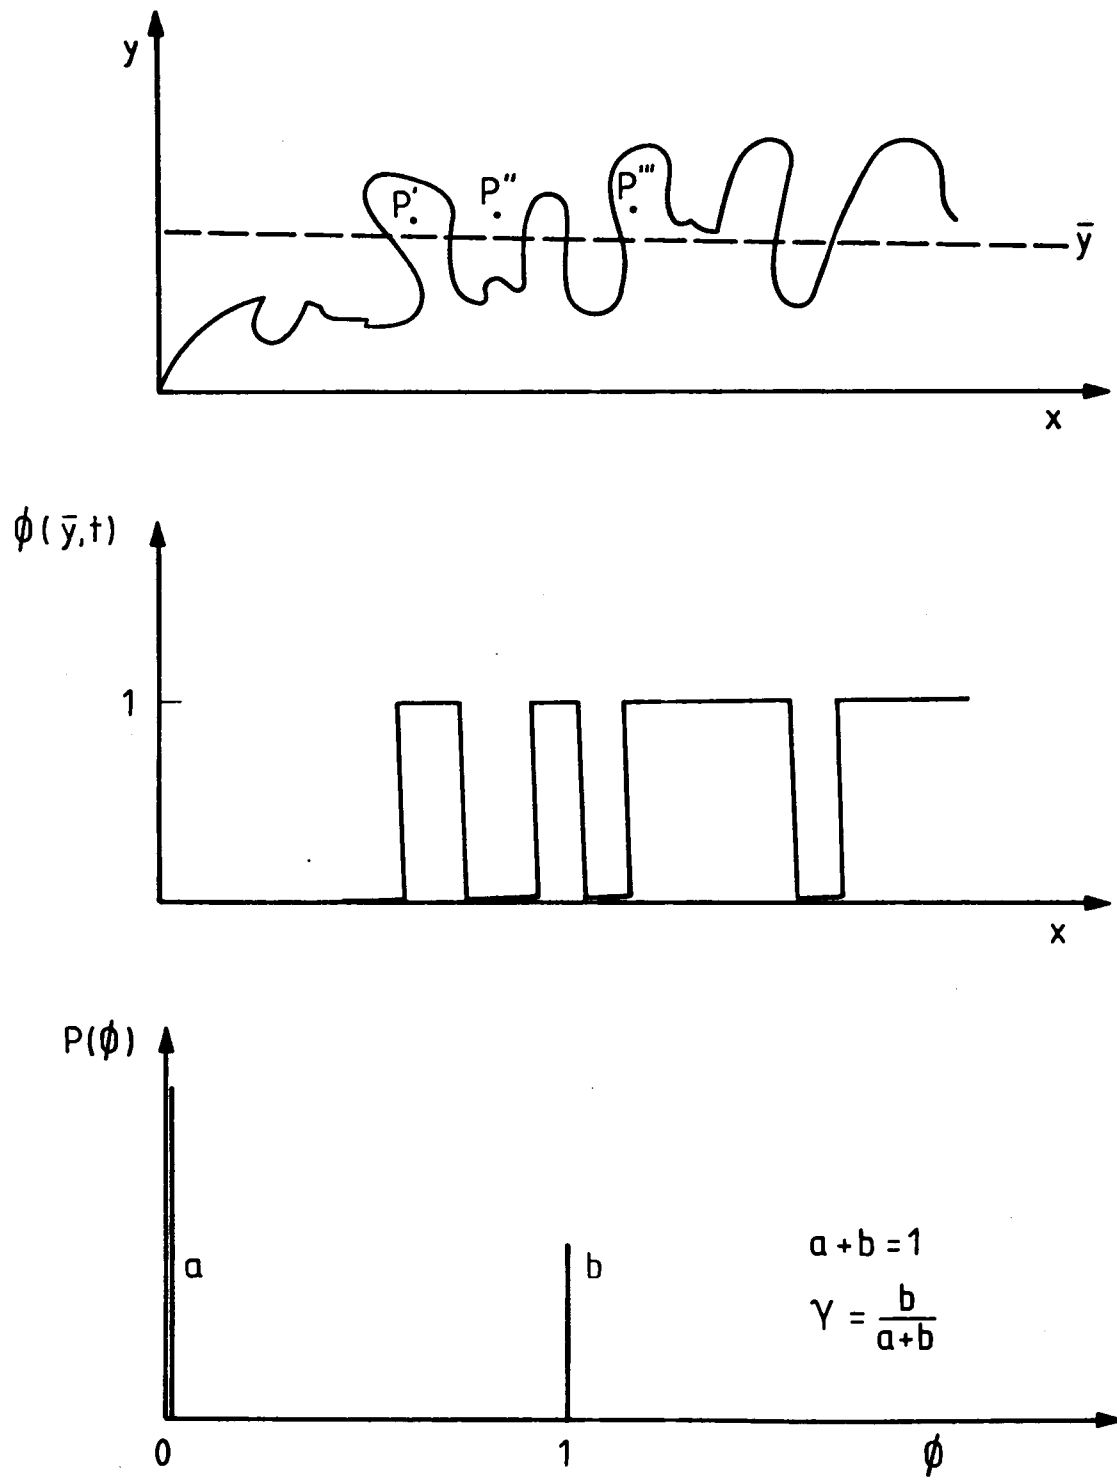 y
P' P'' P'''
ȳ
x
ϕ(ȳ,t)
1
x
P(ϕ)
a
b
a+b=1
γ = b/(a+b)
0 1 ϕ